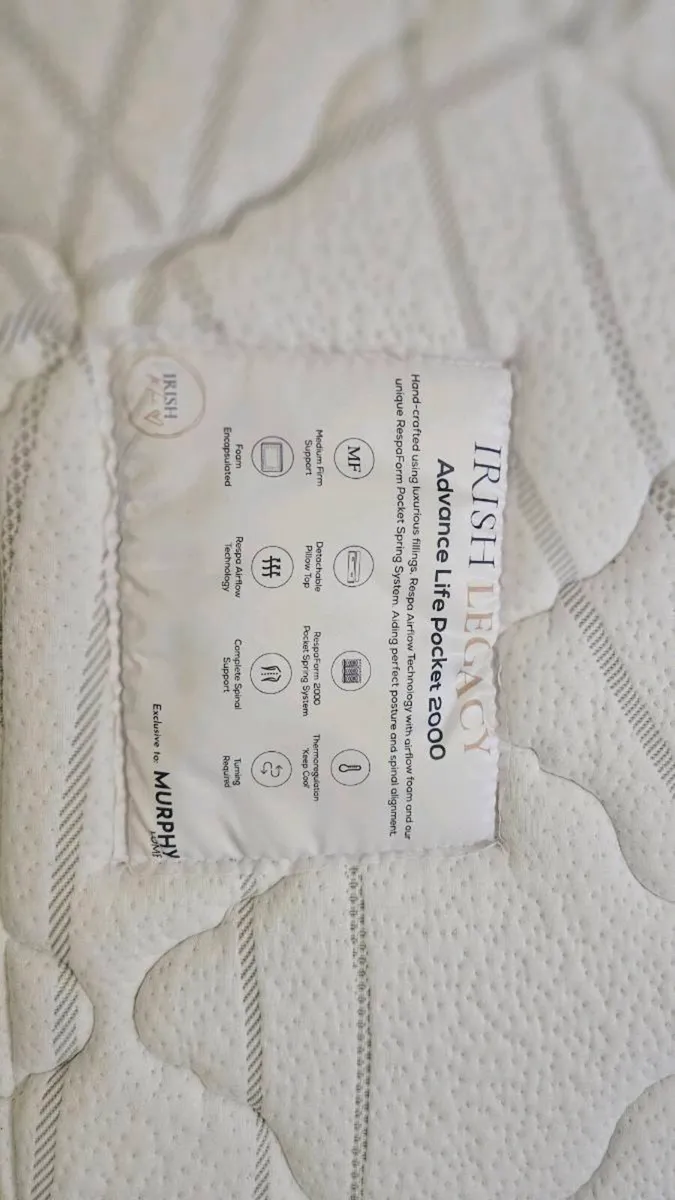 IRISH LEGACY
Advance Life Pocket 2000
Hand-crafted using luxurious fillings, Respa Airflow Technology with airflow foam and our
unique RespaForm Pocket Spring System. Aiding perfect posture and spinal alignment.
MF
Medium Firm
Support
Detachable
Pillow Top
RespaForm 2000
Pocket Spring System
Thermoregulation
'Keep Cool'
Foam
Encapsulated
Respa Airflow
Technology
Complete Spinal
Support
Turning
Required
IRISH
Exclusive to: MURPHY
HOME